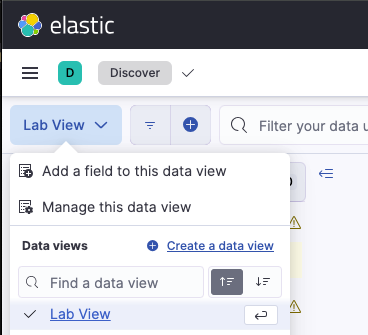 elastic
D
Discover
Lab View
Filter your data u
Add a field to this data view
Manage this data view
Data views
Create a data view
Find a data view
Lab View